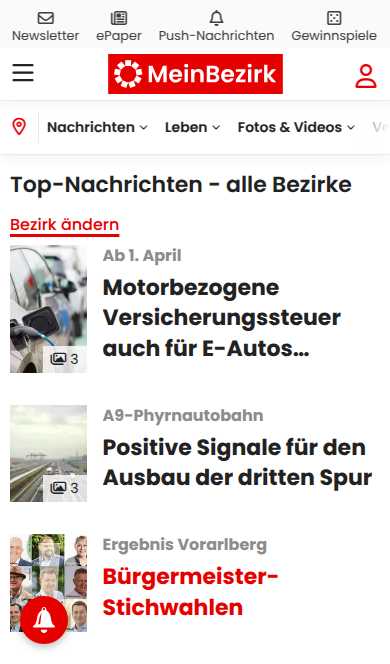 Newsletter ePaper Push-Nachrichten Gewinnspiele
MeinBezirk
Nachrichten Leben Fotos & Videos
Top-Nachrichten - alle Bezirke
Bezirk ändern
Ab 1. April
Motorbezogene
Versicherungssteuer
auch für E-Autos...
3
A9-Phyrnautobahn
Positive Signale für den
Ausbau der dritten Spur
3
Ergebnis Vorarlberg
Bürgermeister-
Stichwahlen